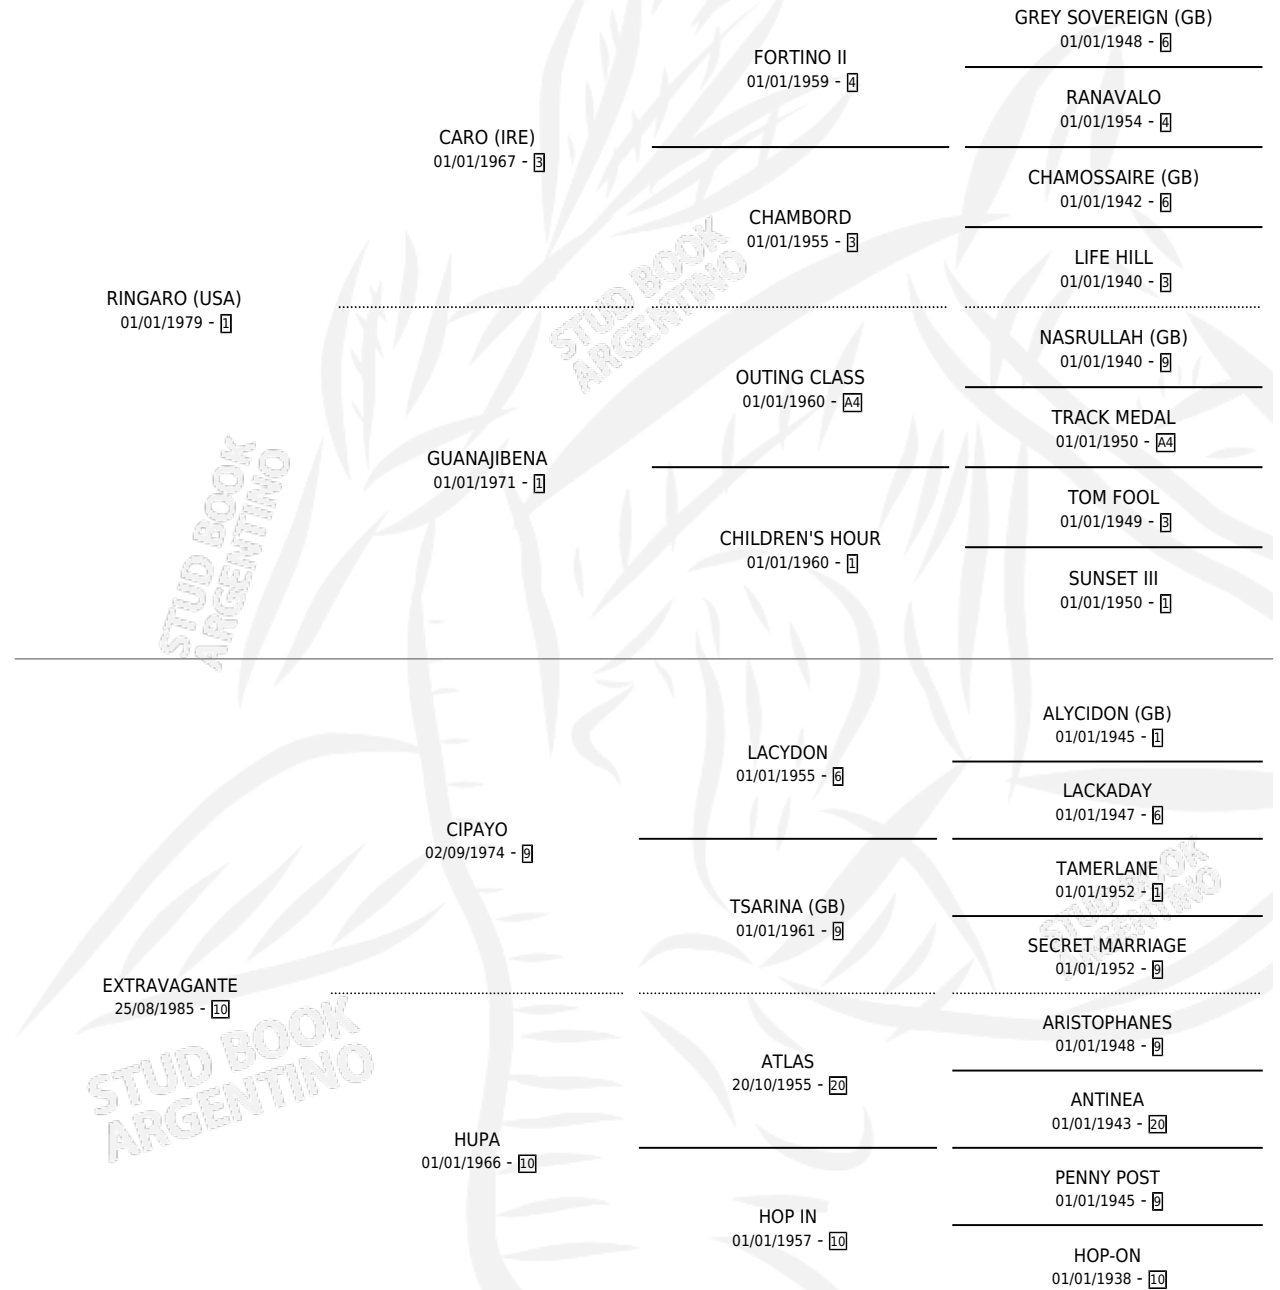 GREY SOVEREIGN (GB)
01/01/1948 - 6
FORTINO II
01/01/1959 - 4
RANAVALO
01/01/1954 - 4
CARO (IRE)
01/01/1967 - 3
CHAMOSSAIRE (GB)
01/01/1942 - 6
CHAMBORD
01/01/1955 - 3
LIFE HILL
01/01/1940 - 3
RINGARO (USA)
01/01/1979 - 1
NASRULLAH (GB)
01/01/1940 - 9
OUTING CLASS
01/01/1960 - A4
TRACK MEDAL
01/01/1950 - A4
GUANAJIBENA
01/01/1971 - 1
TOM FOOL
01/01/1949 - 3
CHILDREN'S HOUR
01/01/1960 - 1
SUNSET III
01/01/1950 - 1
ALYCIDON (GB)
01/01/1945 - 1
LACYDON
01/01/1955 - 6
LACKADAY
01/01/1947 - 6
CIPAYO
02/09/1974 - 9
TAMERLANE
01/01/1952 - 1
TSARINA (GB)
01/01/1961 - 9
SECRET MARRIAGE
01/01/1952 - 9
EXTRAVAGANTE
25/08/1985 - 10
ARISTOPHANES
01/01/1948 - 9
ATLAS
20/10/1955 - 20
ANTINEA
01/01/1943 - 20
HUPA
01/01/1966 - 10
PENNY POST
01/01/1945 - 9
HOP IN
01/01/1957 - 10
HOP-ON
01/01/1938 - 10
STUD BOOK
ARGENTINO
STUD BOOK
ARGENTINO
STUD BOOK
ARGENTINO
STUD BOOK
ARGENTINO